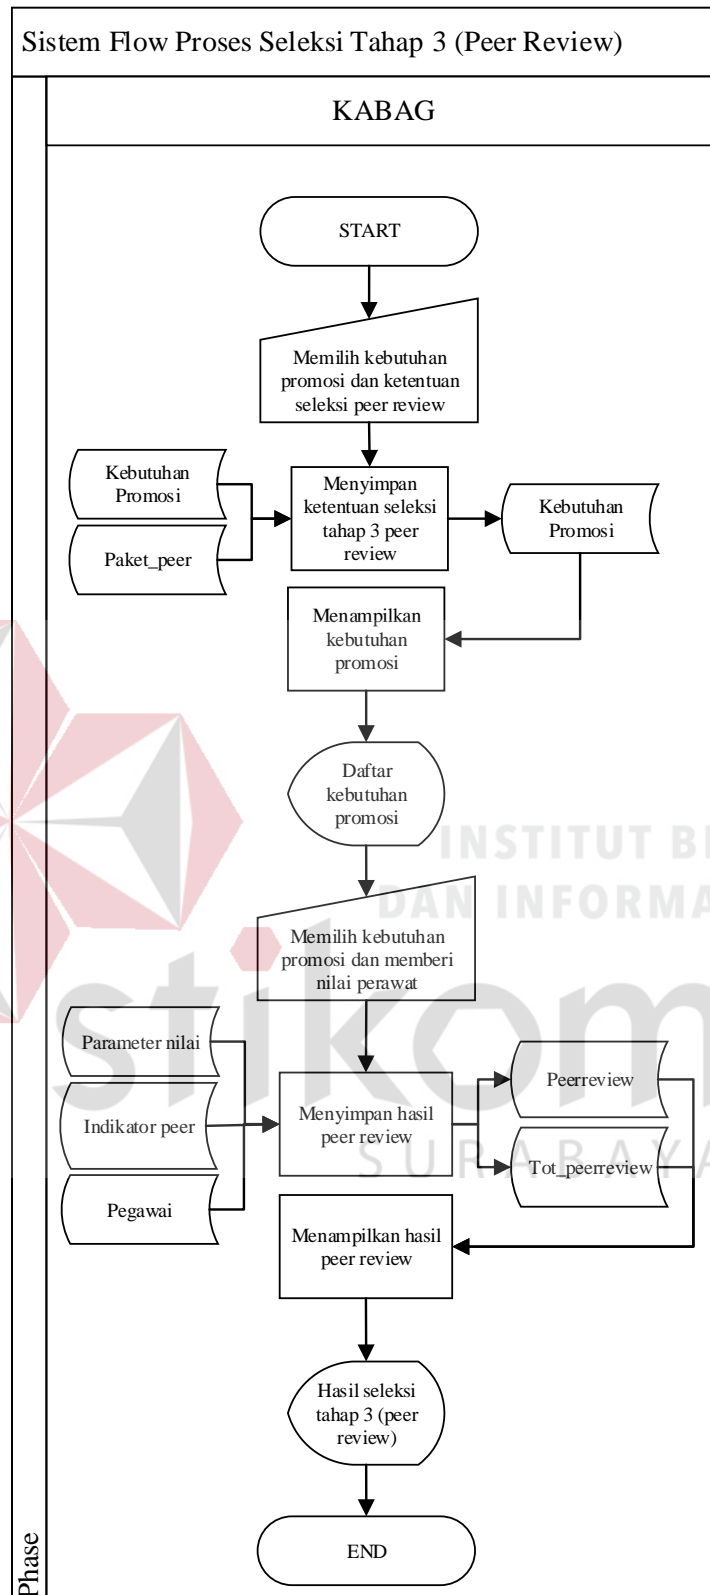 Sistem Flow Proses Seleksi Tahap 3 (Peer Review)
KABAG
START
Memilih kebutuhan
promosi dan ketentuan
seleksi peer review
Kebutuhan
Promosi
Paket_peer
Menyimpan
ketentuan seleksi
tahap 3 peer
review
Kebutuhan
Promosi
Menampilkan
kebutuhan
promosi
Daftar
kebutuhan
promosi
INSTITUT BI
DAN INFORMA
Memilih kebutuhan
promosi dan memberi
nilai perawat
stikom
SURABAYA
Parameter nilai
Indikator peer
Pegawai
Menyimpan hasil
peer review
Peerreview
Tot_peerreview
Menampilkan hasil
peer review
Hasil seleksi
tahap 3 (peer
review)
END
Phase